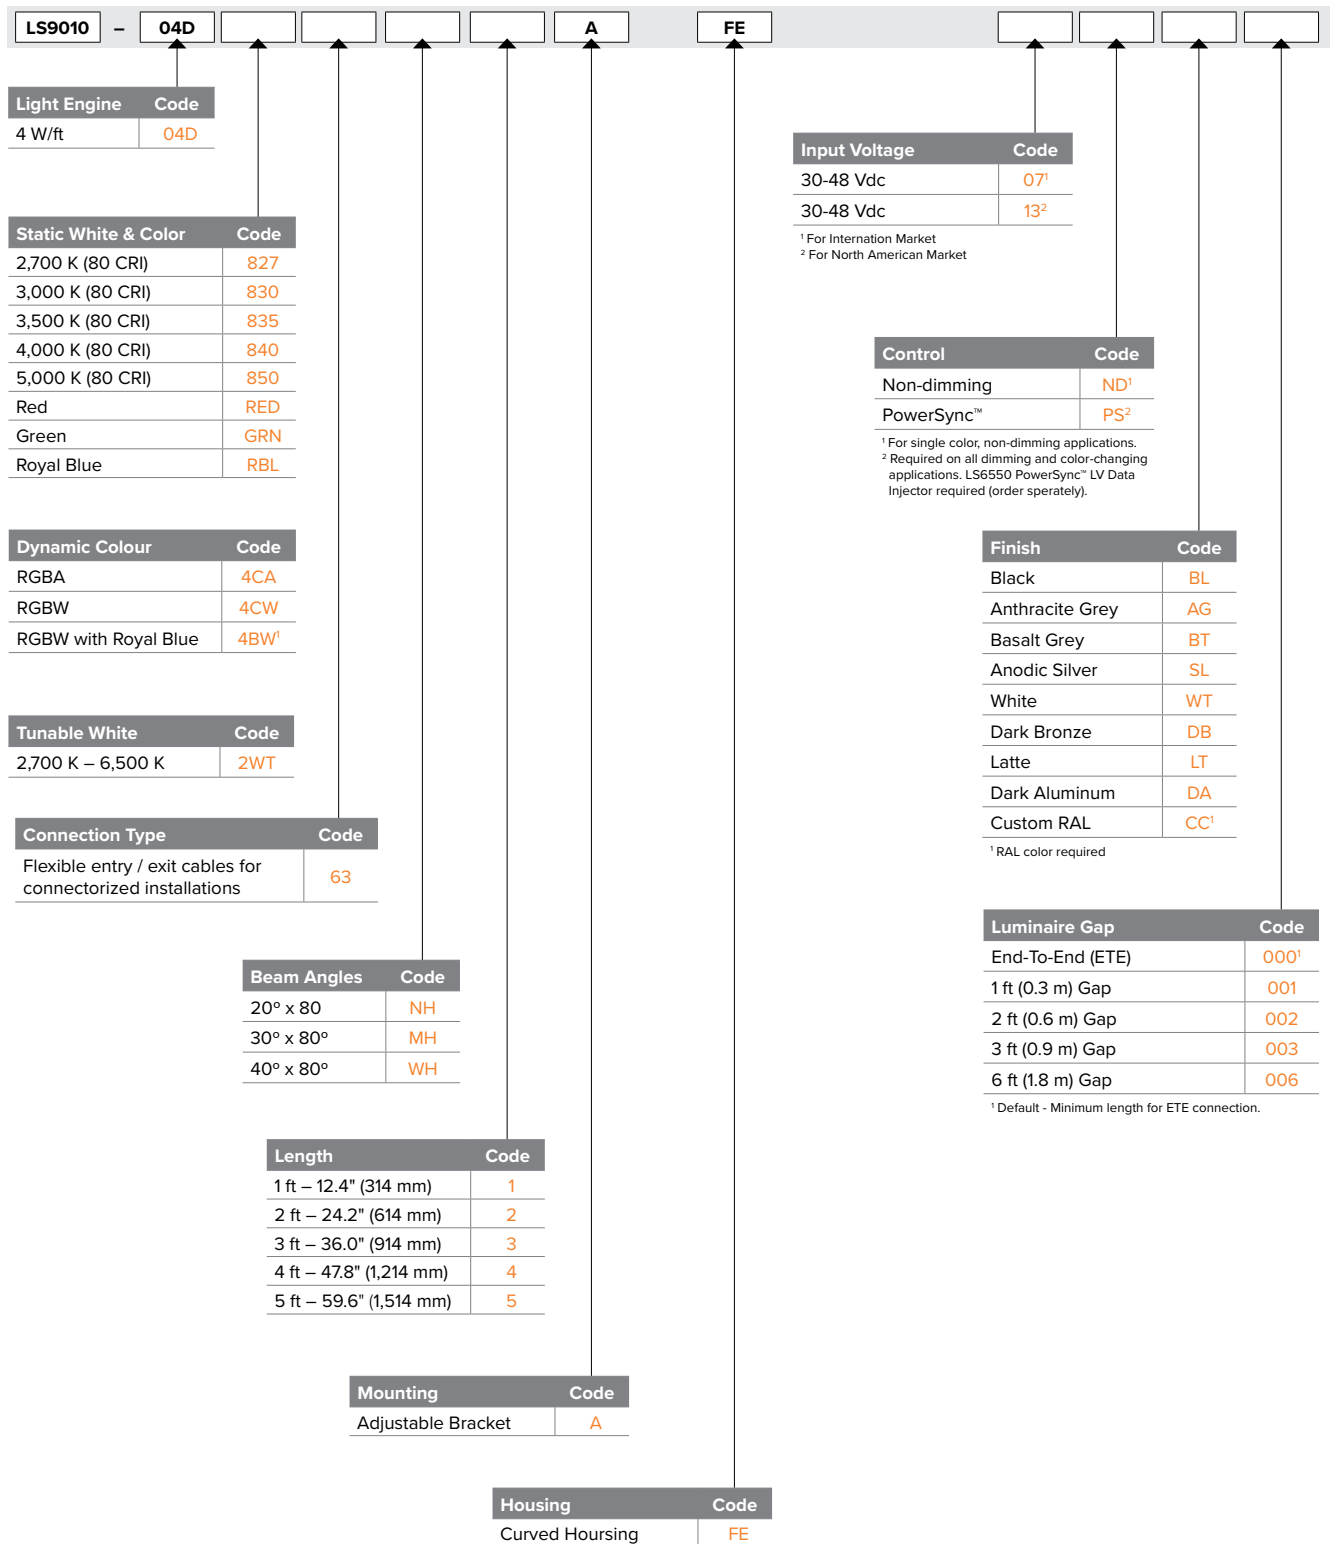 LS9010 – 04D A FE
Light Engine Code
4 W/ft 04D
Static White & Color Code
2,700 K (80 CRI) 827
3,000 K (80 CRI) 830
3,500 K (80 CRI) 835
4,000 K (80 CRI) 840
5,000 K (80 CRI) 850
Red RED
Green GRN
Royal Blue RBL
Dynamic Colour Code
RGBA 4CA
RGBW 4CW
RGBW with Royal Blue 4BW¹
Tunable White Code
2,700 K – 6,500 K 2WT
Connection Type Code
Flexible entry / exit cables for
connectorized installations 63
Beam Angles Code
20º x 80 NH
30º x 80º MH
40º x 80º WH
Length Code
1 ft – 12.4" (314 mm) 1
2 ft – 24.2" (614 mm) 2
3 ft – 36.0" (914 mm) 3
4 ft – 47.8" (1,214 mm) 4
5 ft – 59.6" (1,514 mm) 5
Mounting Code
Adjustable Bracket A
Housing Code
Curved Hoursing FE
Input Voltage Code
30-48 Vdc 07¹
30-48 Vdc 13²
¹ For Internation Market
² For North American Market
Control Code
Non-dimming ND¹
PowerSync™ PS²
¹ For single color, non-dimming applications.
² Required on all dimming and color-changing
applications. LS6550 PowerSync™ LV Data
Injector required (order sperately).
Finish Code
Black BL
Anthracite Grey AG
Basalt Grey BT
Anodic Silver SL
White WT
Dark Bronze DB
Latte LT
Dark Aluminum DA
Custom RAL CC¹
¹ RAL color required
Luminaire Gap Code
End-To-End (ETE) 000¹
1 ft (0.3 m) Gap 001
2 ft (0.6 m) Gap 002
3 ft (0.9 m) Gap 003
6 ft (1.8 m) Gap 006
¹ Default - Minimum length for ETE connection.